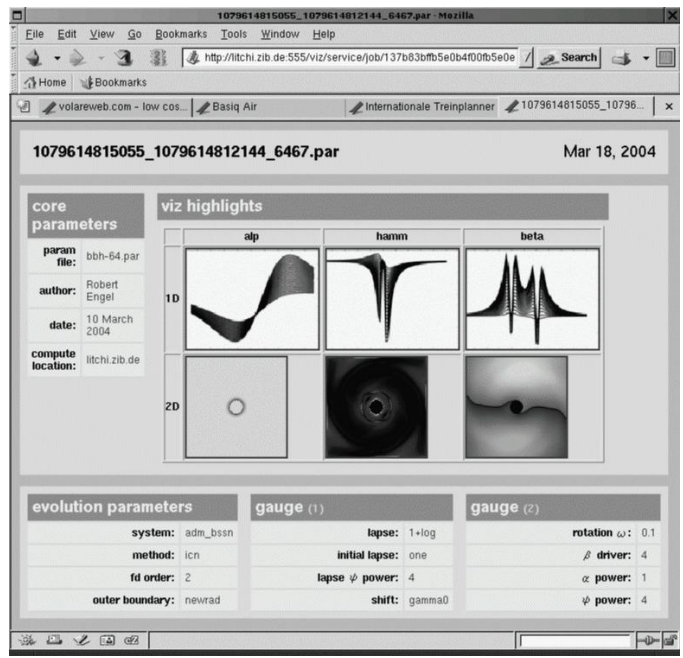 1079614815055_1079614812144_6467.par - Mozilla
File Edit View Go Bookmarks Tools Window Help
http://litchi.zib.de:555/viz/service/job/137b83bffb5e0b4f00fb5e0e Search
Home Bookmarks
volareweb.com - low cos... Basiq Air Internationale Treinplanner 1079614815055_10796...
1079614815055_1079614812144_6467.par Mar 18, 2004
core parameters
param file: bbh-64.par
author: Robert Engel
date: 10 March 2004
compute location: litchi.zib.de
viz highlights
alp hamm beta
1D
2D
evolution parameters
system: adm_bssn
method: icn
fd order: 2
outer boundary: newrad
gauge (1)
lapse: 1+log
initial lapse: one
lapse ψ power: 4
shift: gamma0
gauge (2)
rotation ω: 0.1
β driver: 4
α power: 1
ψ power: 4